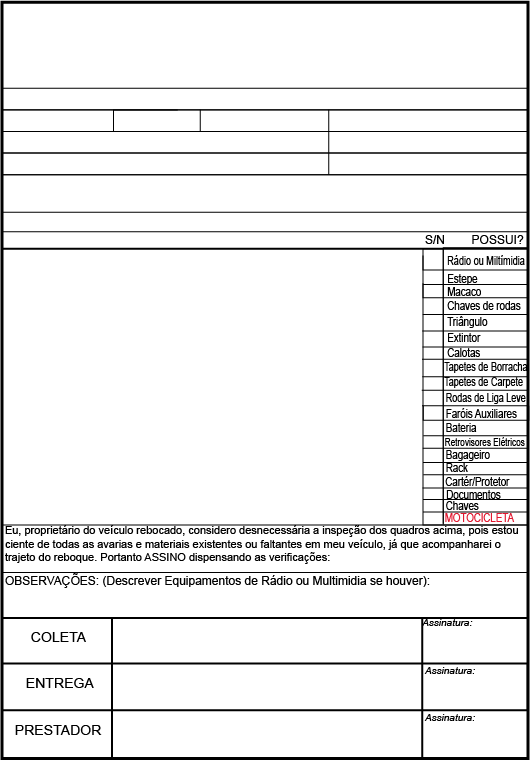 S/N POSSUI?
Rádio ou Miltímidia
Estepe
Macaco
Chaves de rodas
Triângulo
Extintor
Calotas
Tapetes de Borracha
Tapetes de Carpete
Rodas de Liga Leve
Faróis Auxiliares
Bateria
Retrovisores Elétricos
Bagageiro
Rack
Cartér/Protetor
Documentos
Chaves
MOTOCICLETA
Eu, proprietário do veículo rebocado, considero desnecessária a inspeção dos quadros acima, pois estou
ciente de todas as avarias e materiais existentes ou faltantes em meu veículo, já que acompanharei o
trajeto do reboque. Portanto ASSINO dispensando as verificações:
OBSERVAÇÕES: (Descrever Equipamentos de Rádio ou Multimidia se houver):
COLETA
Assinatura:
ENTREGA
Assinatura:
PRESTADOR
Assinatura: